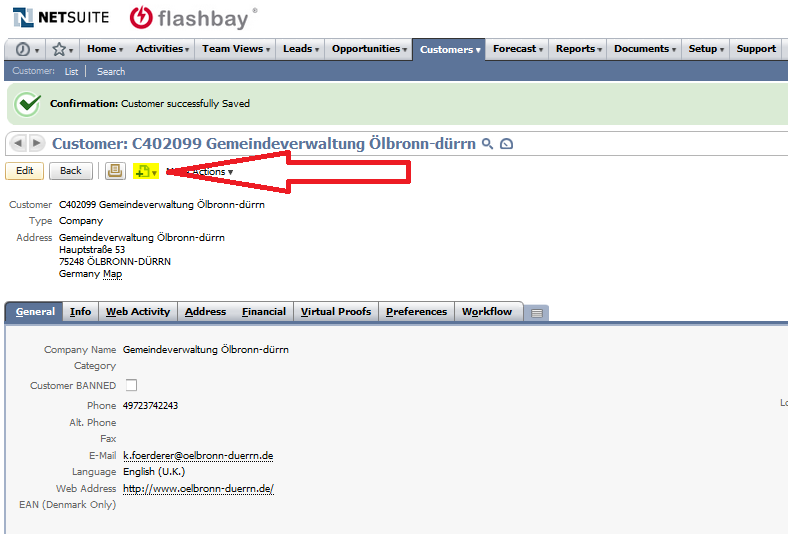 NETSUITE flashbay ®
Home Activities Team Views Leads Opportunities Customers Forecast Reports Documents Setup Support
Customer: List Search
Confirmation: Customer successfully Saved
Customer: C402099 Gemeindeverwaltung Ölbronn-dürrn
Edit Back Actions
Customer C402099 Gemeindeverwaltung Ölbronn-dürrn
Type Company
Address Gemeindeverwaltung Ölbronn-dürrn
Hauptstraße 53
75248 ÖLBRONN-DÜRRN
Germany Map
General Info Web Activity Address Financial Virtual Proofs Preferences Workflow
Company Name Gemeindeverwaltung Ölbronn-dürrn
Category
Customer BANNED
Phone 49723742243
Lo
Alt. Phone
Fax
E-Mail k.foerderer@oelbronn-duerrn.de
Language English (U.K.)
Web Address http://www.oelbronn-duerrn.de/
EAN (Denmark Only)